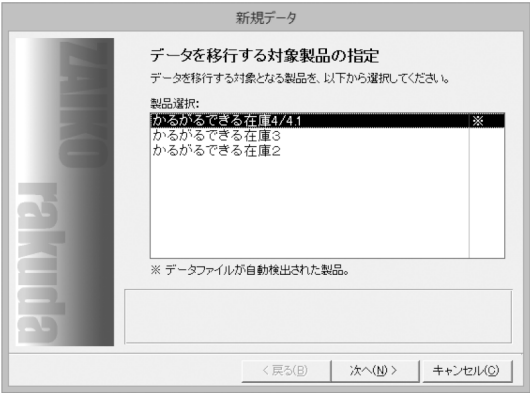 新規データ
ZAIKO
rakuda
データを移行する対象製品の指定
データを移行する対象となる製品を、以下から選択してください。
製品選択:
かるがるできる在庫4/4.1 ※
かるがるできる在庫3
かるがるできる在庫2
※ データファイルが自動検出された製品。
< 戻る(B) 次へ(N) > キャンセル(C)